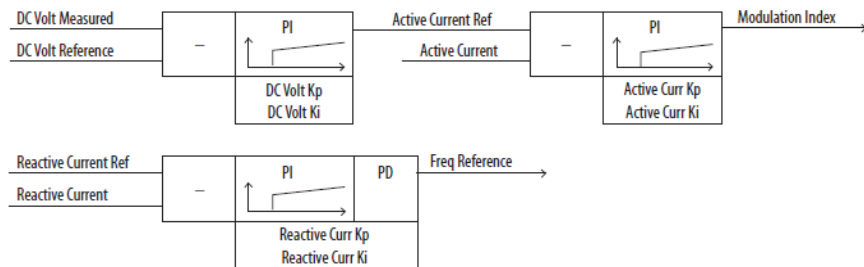 DC Volt Measured
DC Volt Reference
–
PI
DC Volt Kp
DC Volt Ki
Active Current Ref
Active Current
–
PI
Active Curr Kp
Active Curr Ki
Modulation Index
Reactive Current Ref
Reactive Current
–
PI
PD
Reactive Curr Kp
Reactive Curr Ki
Freq Reference